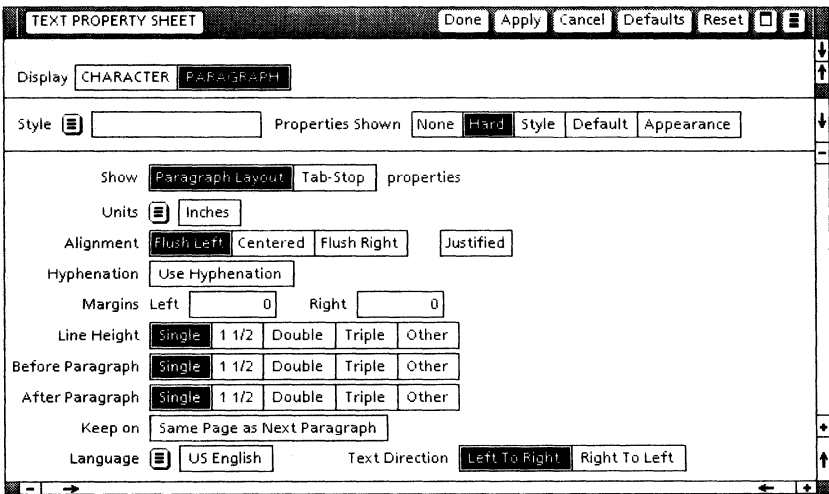 TEXT PROPERTY SHEET Done Apply Cancel Defaults Reset
Display CHARACTER PARAGRAPH
Style Properties Shown None Hard Style Default Appearance
Show Paragraph Layout Tab-Stop properties
Units Inches
Alignment Flush Left Centered Flush Right Justified
Hyphenation Use Hyphenation
Margins Left 0 Right 0
Line Height Single 1 1/2 Double Triple Other
Before Paragraph Single 1 1/2 Double Triple Other
After Paragraph Single 1 1/2 Double Triple Other
Keep on Same Page as Next Paragraph
Language US English Text Direction Left To Right Right To Left